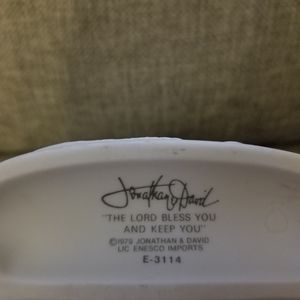 Jonathan & David
"THE LORD BLESS YOU
AND KEEP YOU"
©1979 JONATHAN & DAVID
LIC ENESCO IMPORTS
E-3114